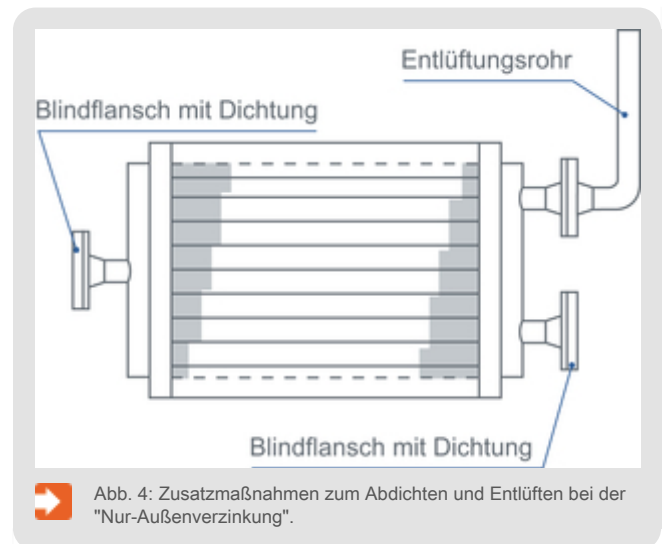 Entlüftungsrohr
Blindflansch mit Dichtung
Blindflansch mit Dichtung
Abb. 4: Zusatzmaßnahmen zum Abdichten und Entlüften bei der
"Nur-Außenverzinkung".